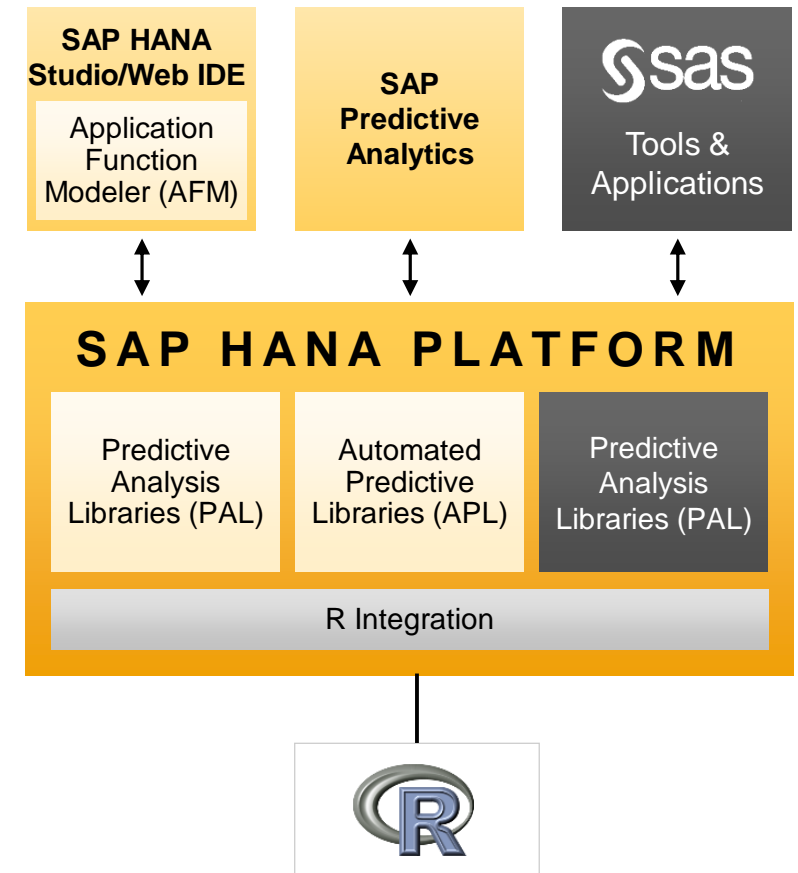 SAP HANA
Studio/Web IDE
Application
Function
Modeler (AFM)
SAP
Predictive
Analytics
sas
Tools &
Applications
SAP HANA PLATFORM
Predictive
Analysis
Libraries (PAL)
Automated
Predictive
Libraries (APL)
Predictive
Analysis
Libraries (PAL)
R Integration
R